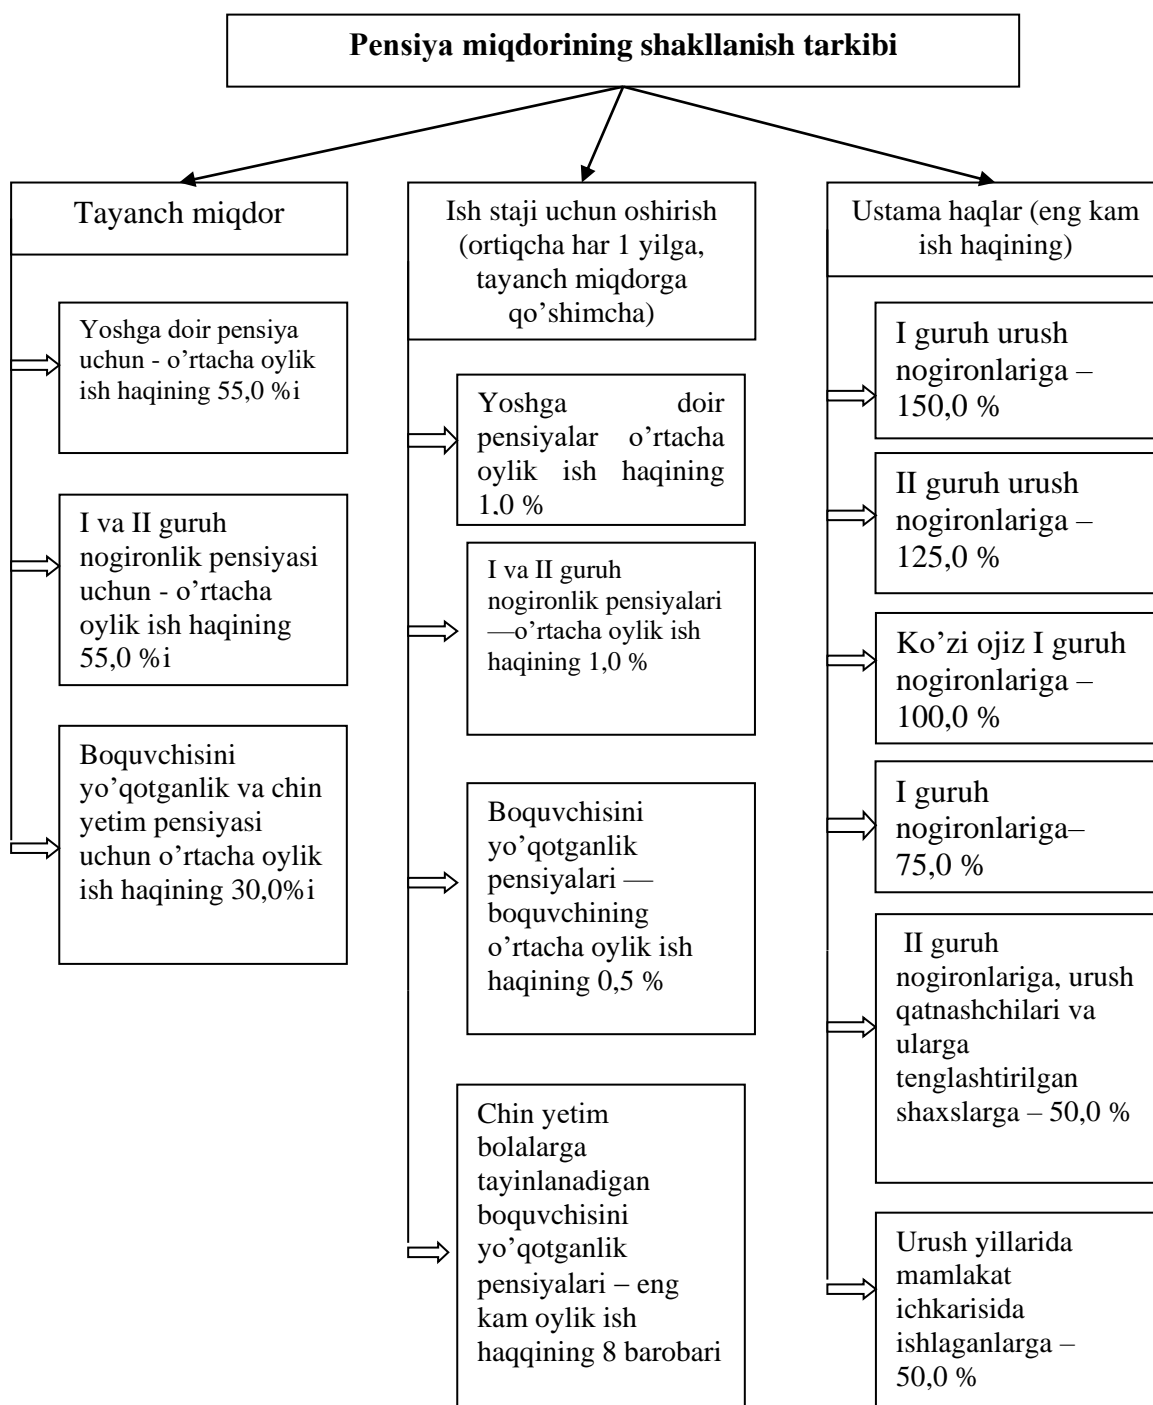 Pensiya miqdorining shakllanish tarkibi
Tayanch miqdor
Yoshga doir pensiya
uchun - o’rtacha oylik
ish haqining 55,0 %i
I va II guruh
nogironlik pensiyasi
uchun - o’rtacha
oylik ish haqining
55,0 %i
Boquvchisini
yo’qotganlik va chin
yetim pensiyasi
uchun o’rtacha oylik
ish haqining 30,0%i
Ish staji uchun oshirish
(ortiqcha har 1 yilga,
tayanch miqdorga
qo’shimcha)
Yoshga doir
pensiyalar o’rtacha
oylik ish haqining
1,0 %
I va II guruh
nogironlik pensiyalari
—o’rtacha oylik ish
haqining 1,0 %
Boquvchisini
yo’qotganlik
pensiyalari —
boquvchining
o’rtacha oylik ish
haqining 0,5 %
Chin yetim
bolalarga
tayinlanadigan
boquvchisini
yo’qotganlik
pensiyalari – eng
kam oylik ish
haqqining 8 barobari
Ustama haqlar (eng kam
ish haqining)
I guruh urush
nogironlariga –
150,0 %
II guruh urush
nogironlariga –
125,0 %
Ko’zi ojiz I guruh
nogironlariga –
100,0 %
I guruh
nogironlariga–
75,0 %
II guruh
nogironlariga, urush
qatnashchilari va
ularga
tenglashtirilgan
shaxslarga – 50,0 %
Urush yillarida
mamlakat
ichkarisida
ishlaganlarga –
50,0 %